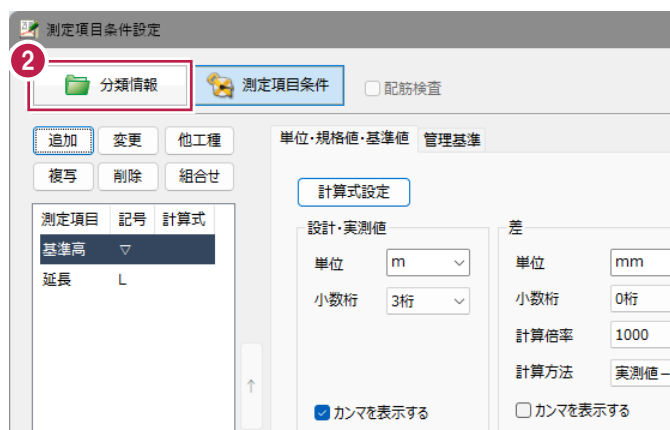 測定項目条件設定
2
分類情報 測定項目条件 配筋検査
追加 変更 他工種
複写 削除 組合せ
単位・規格値・基準値 管理基準
計算式設定
測定項目 記号 計算式
基準高 ▽
延長 L
設計・実測値
単位 m
小数桁 3桁
カンマを表示する
差
単位 mm
小数桁 0桁
計算倍率 1000
計算方法 実測値－
カンマを表示する
↑